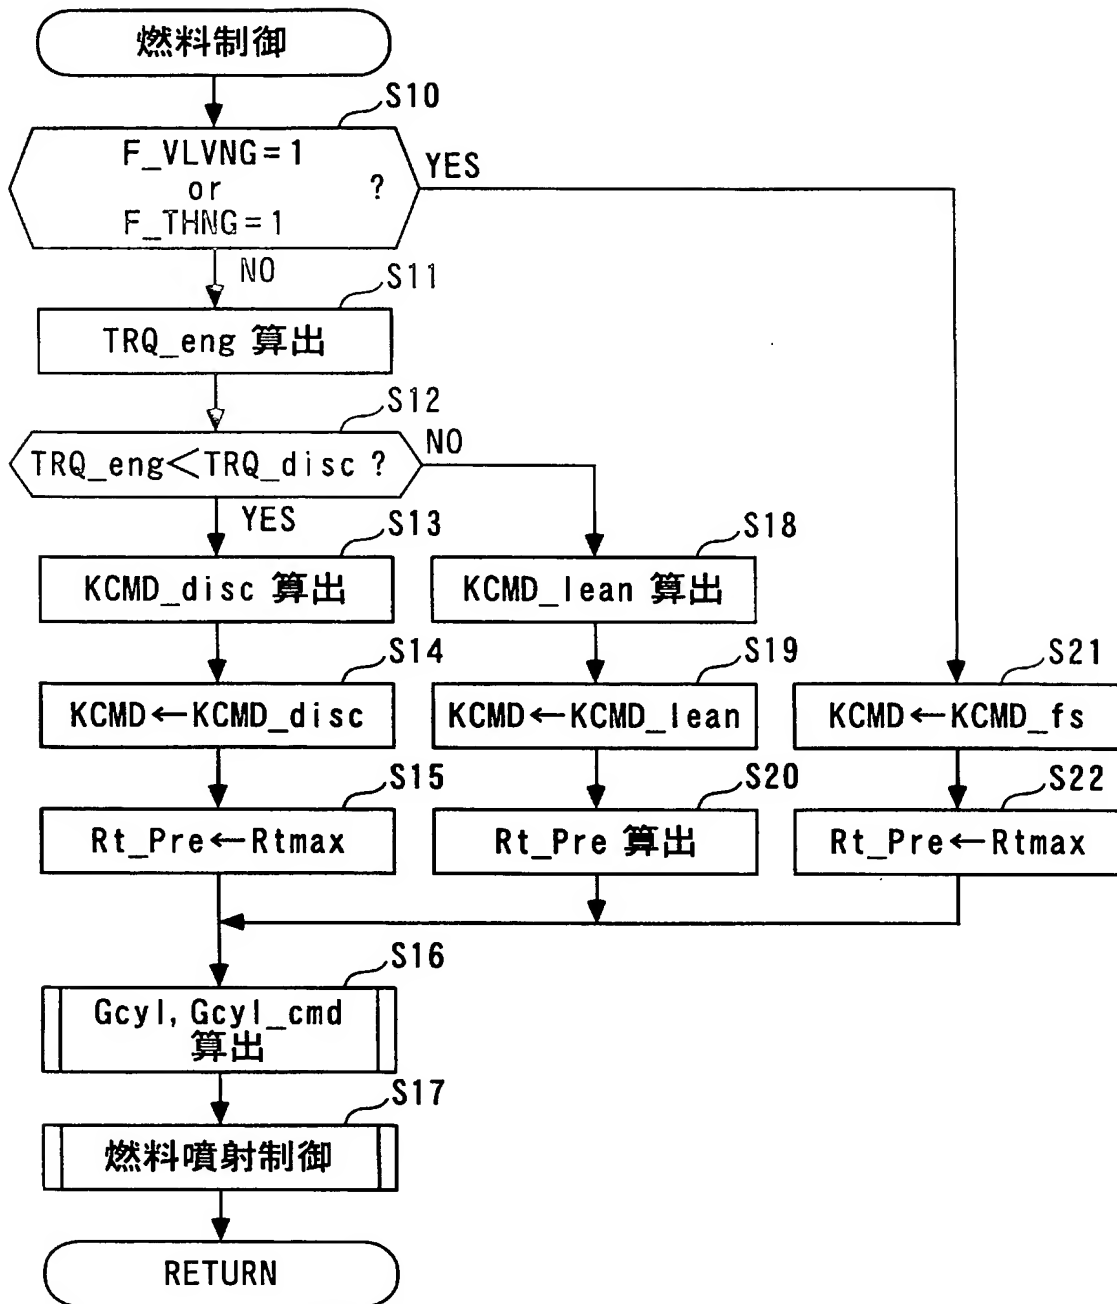 燃料制御
S10
F_VLVNG=1
or ?
F_THNG=1
YES
NO
S11
TRQ_eng 算出
S12
TRQ_eng<TRQ_disc ?
NO
YES
S13
KCMD_disc 算出
S18
KCMD_lean 算出
S14
KCMD←KCMD_disc
S19
KCMD←KCMD_lean
S21
KCMD←KCMD_fs
S15
Rt_Pre←Rtmax
S20
Rt_Pre 算出
S22
Rt_Pre←Rtmax
S16
Gcyl, Gcyl_cmd
算出
S17
燃料噴射制御
RETURN